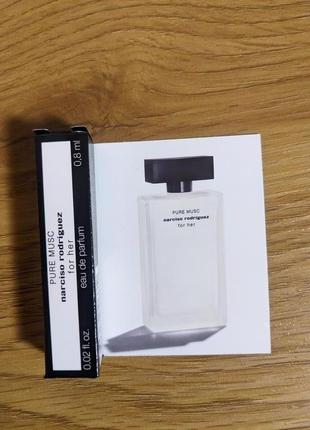 PURE MUSC
narciso rodriguez
for her
0.02 fl. oz. eau de parfum 0,8 ml
PURE MUSC
narciso rodriguez
for her